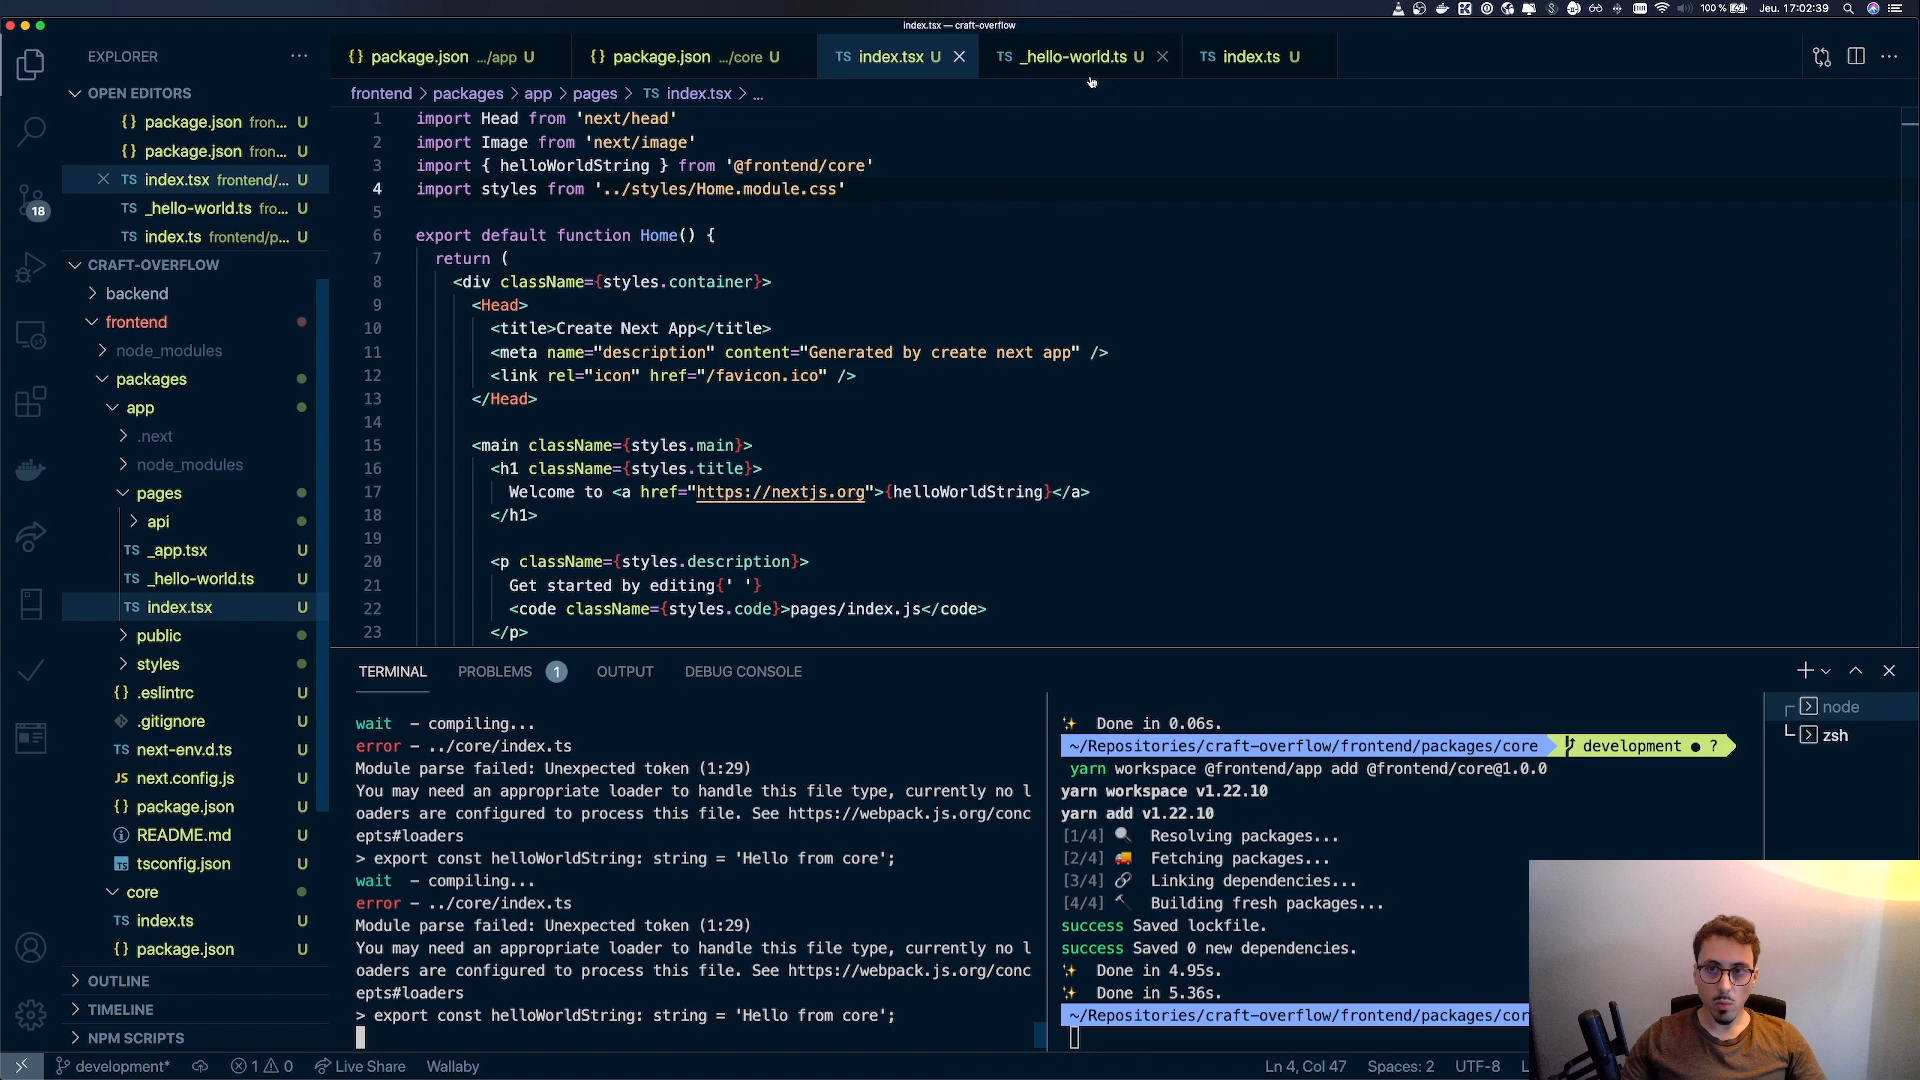 100 %
Jeu. 17:02:39
index.tsx — craft-overflow
EXPLORER
OPEN EDITORS
{} package.json fron... U
{} package.json fron... U
TS index.tsx frontend/... U
TS _hello-world.ts fro... U
TS index.ts frontend/p... U
CRAFT-OVERFLOW
backend
frontend
node_modules
packages
app
.next
node_modules
pages
api
TS _app.tsx U
TS _hello-world.ts U
TS index.tsx U
public
styles
{} .eslintrc U
.gitignore U
TS next-env.d.ts U
JS next.config.js U
{} package.json U
README.md U
TS tsconfig.json U
core
TS index.ts U
{} package.json U
OUTLINE
TIMELINE
NPM SCRIPTS
18
{} package.json .../app U
{} package.json .../core U
TS index.tsx U
TS _hello-world.ts U
TS index.ts U
frontend > packages > app > pages > TS index.tsx > ...
1 import Head from 'next/head'
2 import Image from 'next/image'
3 import { helloWorldString } from '@frontend/core'
4 import styles from '../styles/Home.module.css'
5
6 export default function Home() {
7 return (
8 <div className={styles.container}>
9 <Head>
10 <title>Create Next App</title>
11 <meta name="description" content="Generated by create next app" />
12 <link rel="icon" href="/favicon.ico" />
13 </Head>
14
15 <main className={styles.main}>
16 <h1 className={styles.title}>
17 Welcome to <a href="https://nextjs.org">{helloWorldString}</a>
18 </h1>
19
20 <p className={styles.description}>
21 Get started by editing{' '}
22 <code className={styles.code}>pages/index.js</code>
23 </p>
TERMINAL PROBLEMS 1 OUTPUT DEBUG CONSOLE
wait - compiling...
error - ../core/index.ts
Module parse failed: Unexpected token (1:29)
You may need an appropriate loader to handle this file type, currently no l
oaders are configured to process this file. See https://webpack.js.org/conc
epts#loaders
> export const helloWorldString: string = 'Hello from core';
wait - compiling...
error - ../core/index.ts
Module parse failed: Unexpected token (1:29)
You may need an appropriate loader to handle this file type, currently no l
oaders are configured to process this file. See https://webpack.js.org/conc
epts#loaders
> export const helloWorldString: string = 'Hello from core';
Done in 0.06s.
~/Repositories/craft-overflow/frontend/packages/core development ● ?
yarn workspace @frontend/app add @frontend/core@1.0.0
yarn workspace v1.22.10
yarn add v1.22.10
[1/4] Resolving packages...
[2/4] Fetching packages...
[3/4] Linking dependencies...
[4/4] Building fresh packages...
success Saved lockfile.
success Saved 0 new dependencies.
Done in 4.95s.
Done in 5.36s.
~/Repositories/craft-overflow/frontend/packages/cor
node
zsh
development*
1 0
Live Share
Wallaby
Ln 4, Col 47
Spaces: 2
UTF-8
L